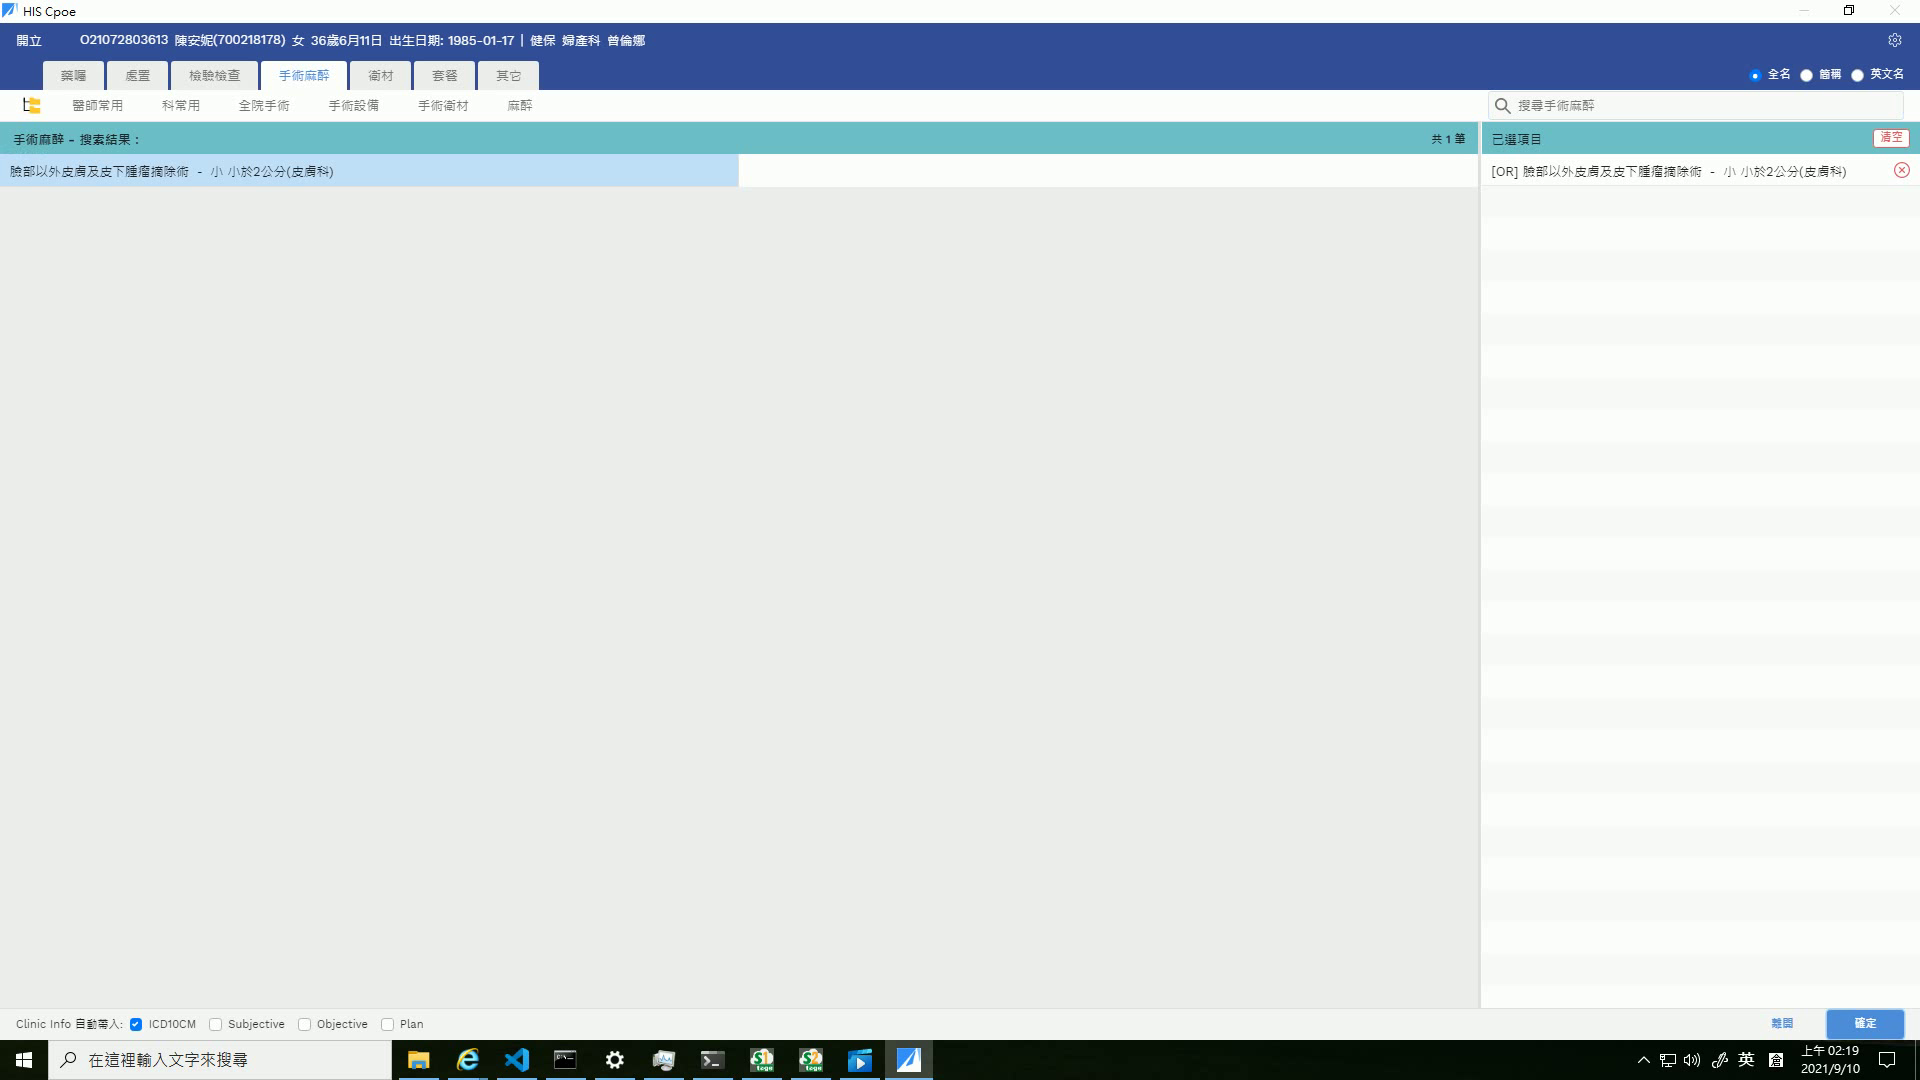 HIS Cpoe
開立 O21072803613 陳安妮(700218178) 女 36歲6月11日 出生日期: 1985-01-17 | 健保 婦產科 曾倫娜
藥囑 處置 檢驗檢查 手術麻醉 衛材 套餐 其它
全名 簡稱 英文名
醫師常用 科常用 全院手術 手術設備 手術衛材 麻醉
搜尋手術麻醉
手術麻醉 - 搜索結果 :
共 1 筆
已選項目
清空
臉部以外皮膚及皮下腫瘤摘除術 - 小 小於2公分(皮膚科)
[OR] 臉部以外皮膚及皮下腫瘤摘除術 - 小 小於2公分(皮膚科)
Clinic Info 自動帶入: ICD10CM Subjective Objective Plan
離開
確定
在這裡輸入文字來搜尋
英
上午 02:19
2021/9/10